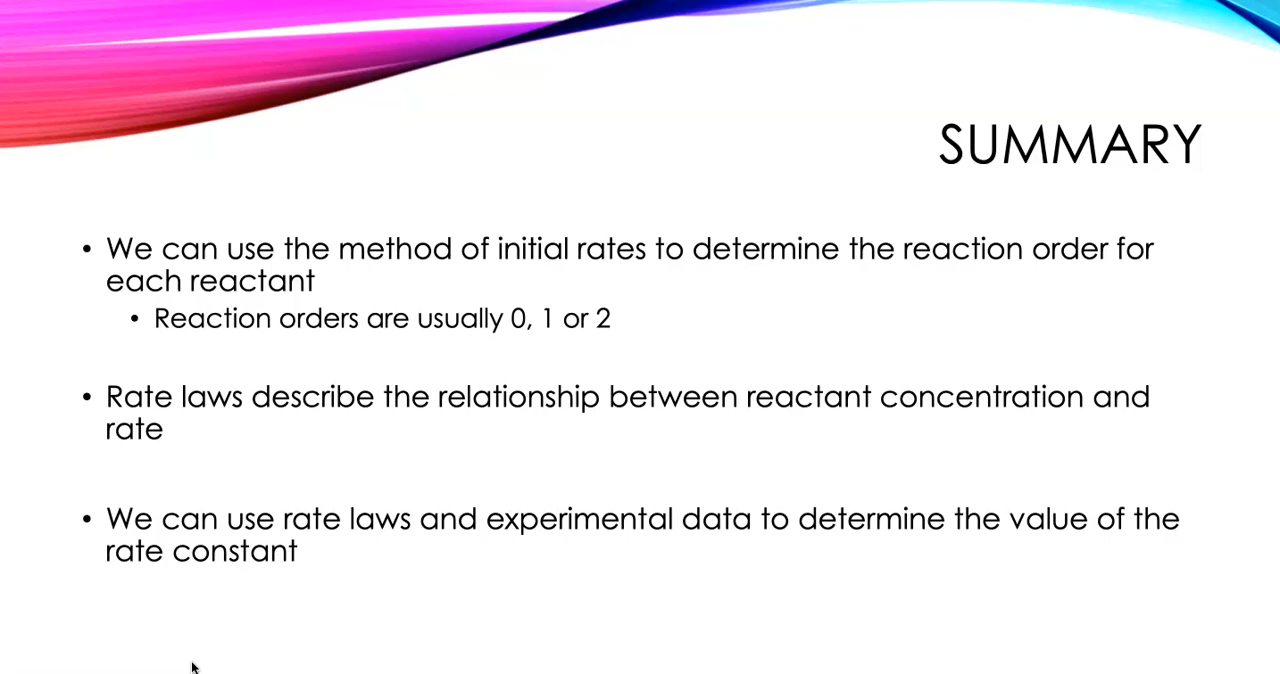 SUMMARY
• We can use the method of initial rates to determine the reaction order for
each reactant
• Reaction orders are usually 0, 1 or 2
• Rate laws describe the relationship between reactant concentration and
rate
• We can use rate laws and experimental data to determine the value of the
rate constant